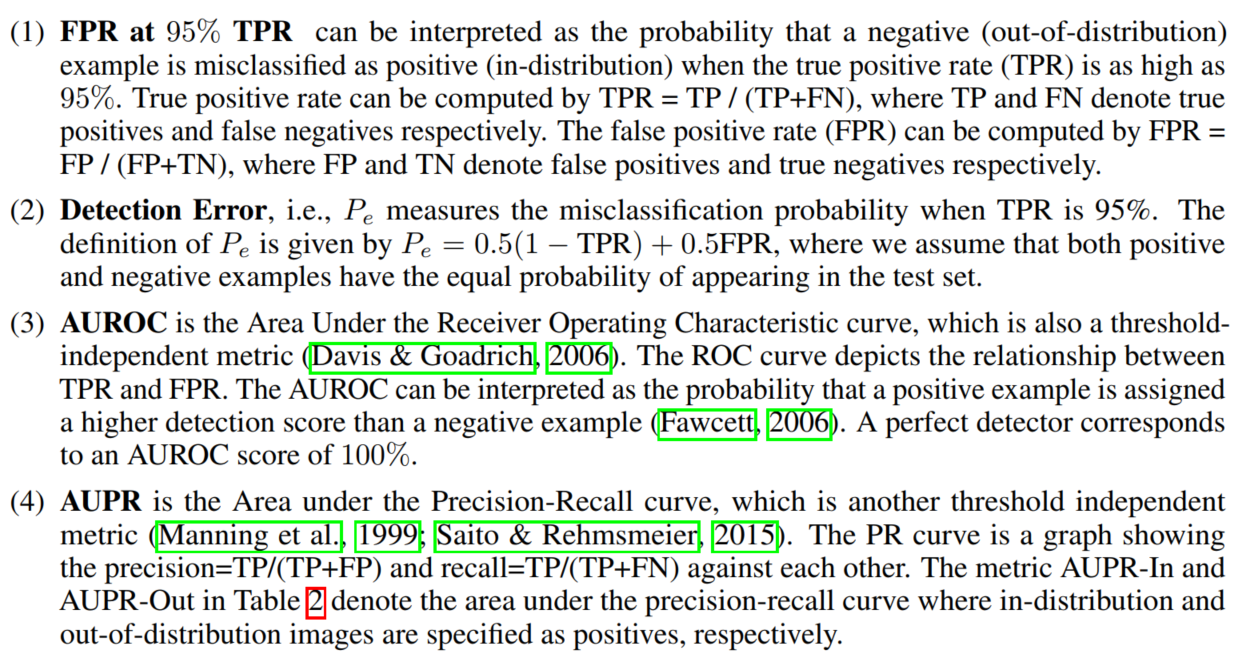 (1) FPR at 95% TPR can be interpreted as the probability that a negative (out-of-distribution)
example is misclassified as positive (in-distribution) when the true positive rate (TPR) is as high as
95%. True positive rate can be computed by TPR = TP / (TP+FN), where TP and FN denote true
positives and false negatives respectively. The false positive rate (FPR) can be computed by FPR =
FP / (FP+TN), where FP and TN denote false positives and true negatives respectively.
(2) Detection Error, i.e., Pₑ measures the misclassification probability when TPR is 95%. The
definition of Pₑ is given by Pₑ = 0.5(1 − TPR) + 0.5FPR, where we assume that both positive
and negative examples have the equal probability of appearing in the test set.
(3) AUROC is the Area Under the Receiver Operating Characteristic curve, which is also a threshold-
independent metric (Davis & Goadrich, 2006). The ROC curve depicts the relationship between
TPR and FPR. The AUROC can be interpreted as the probability that a positive example is assigned
a higher detection score than a negative example (Fawcett, 2006). A perfect detector corresponds
to an AUROC score of 100%.
(4) AUPR is the Area under the Precision-Recall curve, which is another threshold independent
metric (Manning et al., 1999; Saito & Rehmsmeier, 2015). The PR curve is a graph showing
the precision=TP/(TP+FP) and recall=TP/(TP+FN) against each other. The metric AUPR-In and
AUPR-Out in Table 2 denote the area under the precision-recall curve where in-distribution and
out-of-distribution images are specified as positives, respectively.